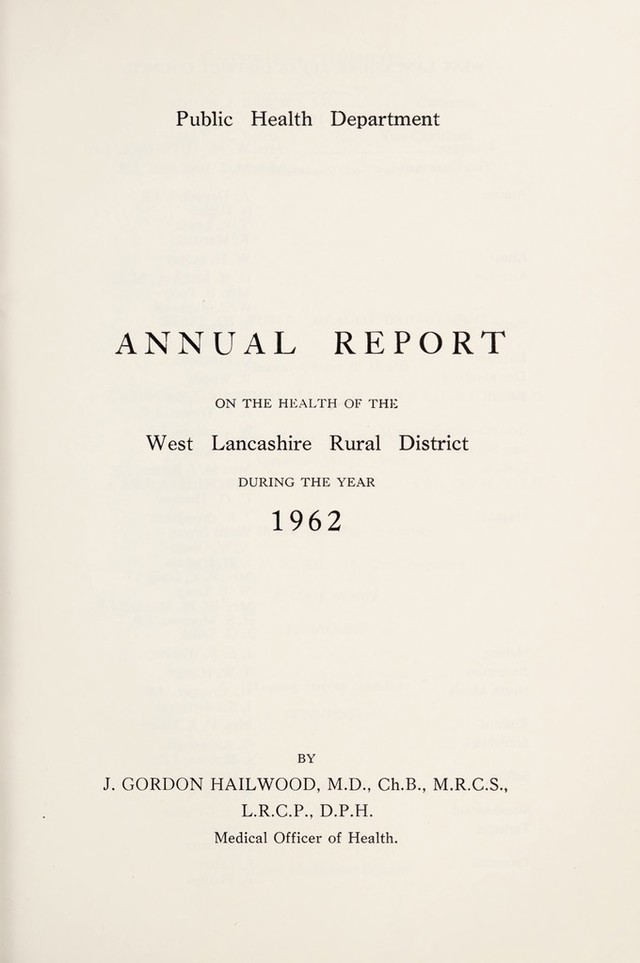 Public Health Department
ANNUAL REPORT
ON THE HEALTH OF THE
West Lancashire Rural District
DURING THE YEAR
1962
BY
J. GORDON HAILWOOD, M.D., Ch.B., M.R.C.S.,
L.R.C.P., D.P.H.
Medical Officer of Health.